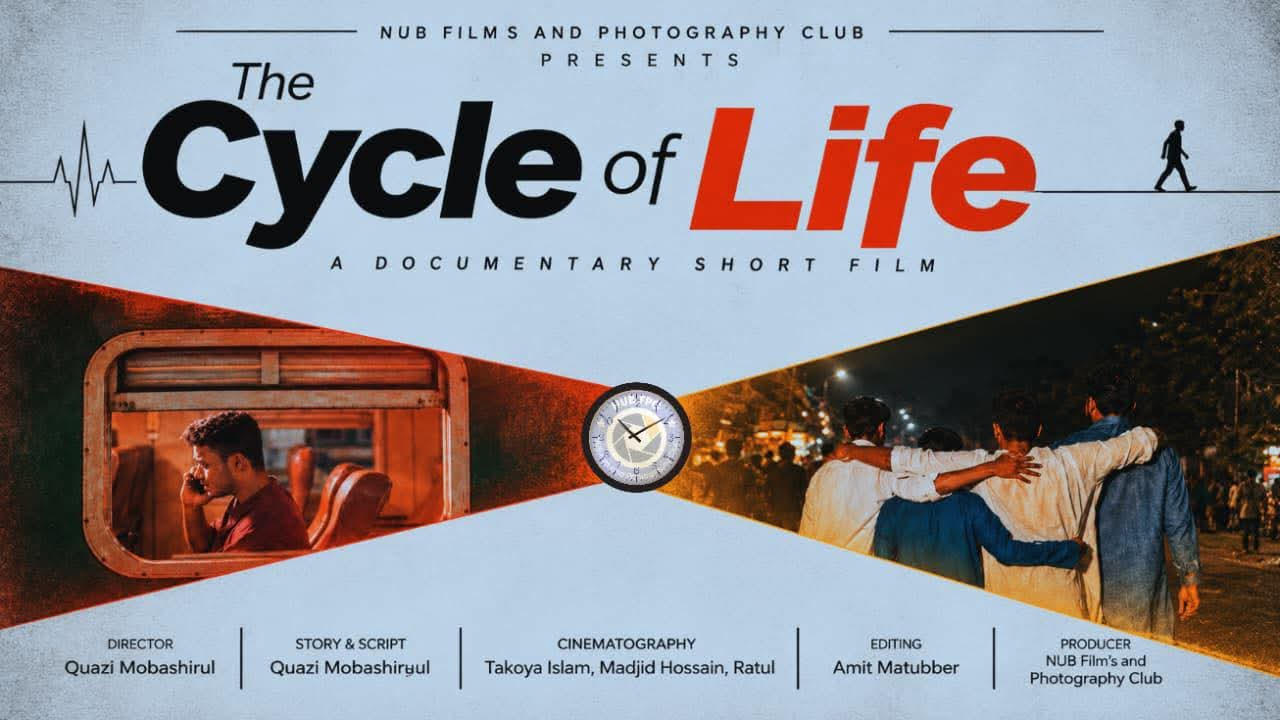 NUB FILMS AND PHOTOGRAPHY CLUB
PRESENTS
The
Cycle of Life
A DOCUMENTARY SHORT FILM
DIRECTOR
Quazi Mobashirul
STORY & SCRIPT
Quazi Mobashiryul
CINEMATOGRAPHY
Takoya Islam, Madjid Hossain, Ratul
EDITING
Amit Matubber
PRODUCER
NUB Film's and
Photography Club